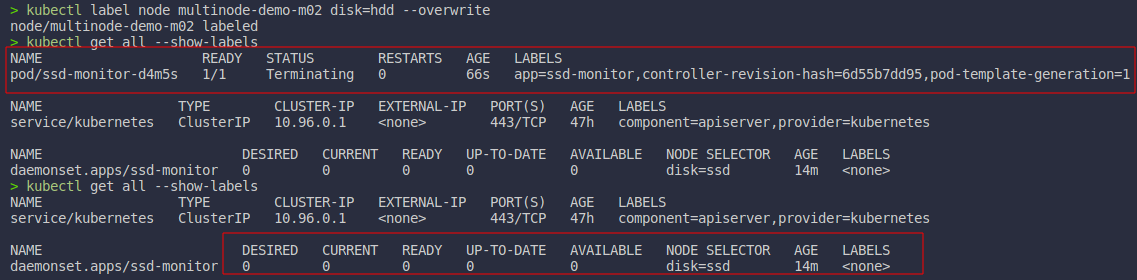 > kubectl label node multinode-demo-m02 disk=hdd --overwrite
node/multinode-demo-m02 labeled
> kubectl get all --show-labels
NAME READY STATUS RESTARTS AGE LABELS
pod/ssd-monitor-d4m5s 1/1 Terminating 0 66s app=ssd-monitor,controller-revision-hash=6d55b7dd95,pod-template-generation=1
NAME TYPE CLUSTER-IP EXTERNAL-IP PORT(S) AGE LABELS
service/kubernetes ClusterIP 10.96.0.1 <none> 443/TCP 47h component=apiserver,provider=kubernetes
NAME DESIRED CURRENT READY UP-TO-DATE AVAILABLE NODE SELECTOR AGE LABELS
daemonset.apps/ssd-monitor 0 0 0 0 0 disk=ssd 14m <none>
> kubectl get all --show-labels
NAME TYPE CLUSTER-IP EXTERNAL-IP PORT(S) AGE LABELS
service/kubernetes ClusterIP 10.96.0.1 <none> 443/TCP 47h component=apiserver,provider=kubernetes
NAME DESIRED CURRENT READY UP-TO-DATE AVAILABLE NODE SELECTOR AGE LABELS
daemonset.apps/ssd-monitor 0 0 0 0 0 disk=ssd 14m <none>